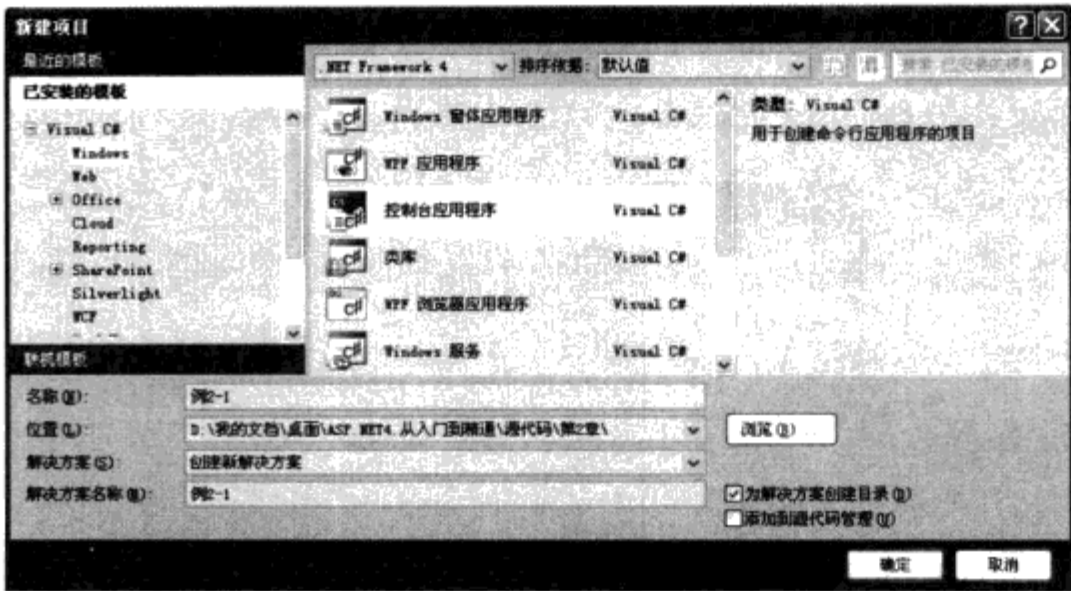 新建项目
最近的模板
.NET Framework 4 排序依据: 默认值 搜索 已安装的模板
已安装的模板
Visual C#
Windows
Web
Office
Cloud
Reporting
SharePoint
Silverlight
WCF
联机模板
Windows 窗体应用程序 Visual C#
WPF 应用程序 Visual C#
控制台应用程序 Visual C#
类库 Visual C#
WPF 浏览器应用程序 Visual C#
Windows 服务 Visual C#
类型: Visual C#
用于创建命令行应用程序的项目
名称(N): 例2-1
位置(L): D:\我的文档\桌面\ASP.NET4.从入门到精通\源代码\第2章\ 浏览(B)...
解决方案(S): 创建新解决方案
解决方案名称(M): 例2-1
为解决方案创建目录(D)
添加到源代码管理(U)
确定 取消